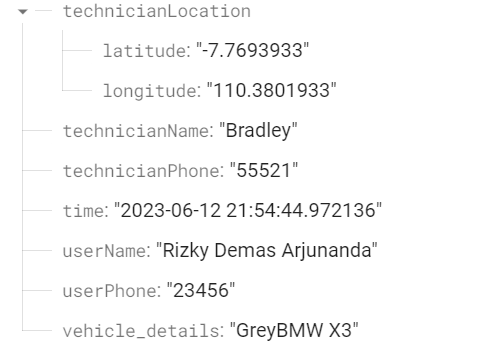 technicianLocation
latitude: "-7.7693933"
longitude: "110.3801933"
technicianName: "Bradley"
technicianPhone: "55521"
time: "2023-06-12 21:54:44.972136"
userName: "Rizky Demas Arjunanda"
userPhone: "23456"
vehicle_details: "GreyBMW X3"